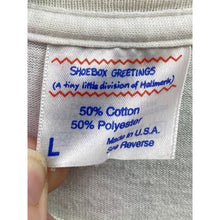 SHOEBOX GREETINGS
(A tiny little division of Hallmark)
50% Cotton
50% Polyester
L
Made in U.S.A.
See Reverse